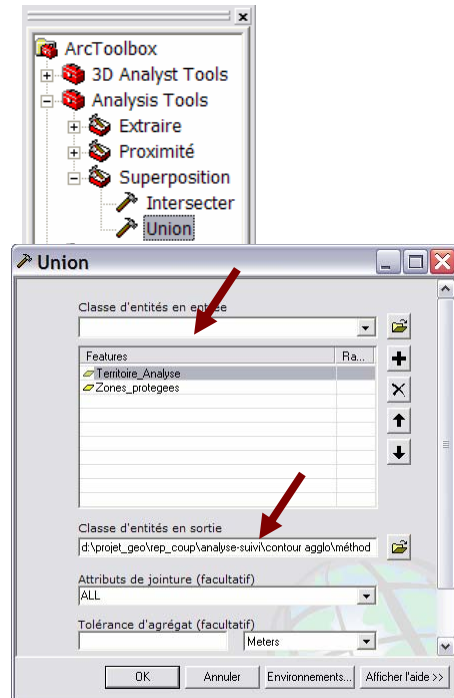 ArcToolbox
3D Analyst Tools
Analysis Tools
Extraire
Proximité
Superposition
Intersecter
Union
Union
Classe d'entités en entrée
Features Ra...
Territoire_Analyse
Zones_protegees
Classe d'entités en sortie
d:\projet_geo\rep_coup\analyse-suivi\contour agglo\méthod
Attributs de jointure (facultatif)
ALL
Tolérance d'agrégat (facultatif)
Meters
OK Annuler Environnements... Afficher l'aide >>